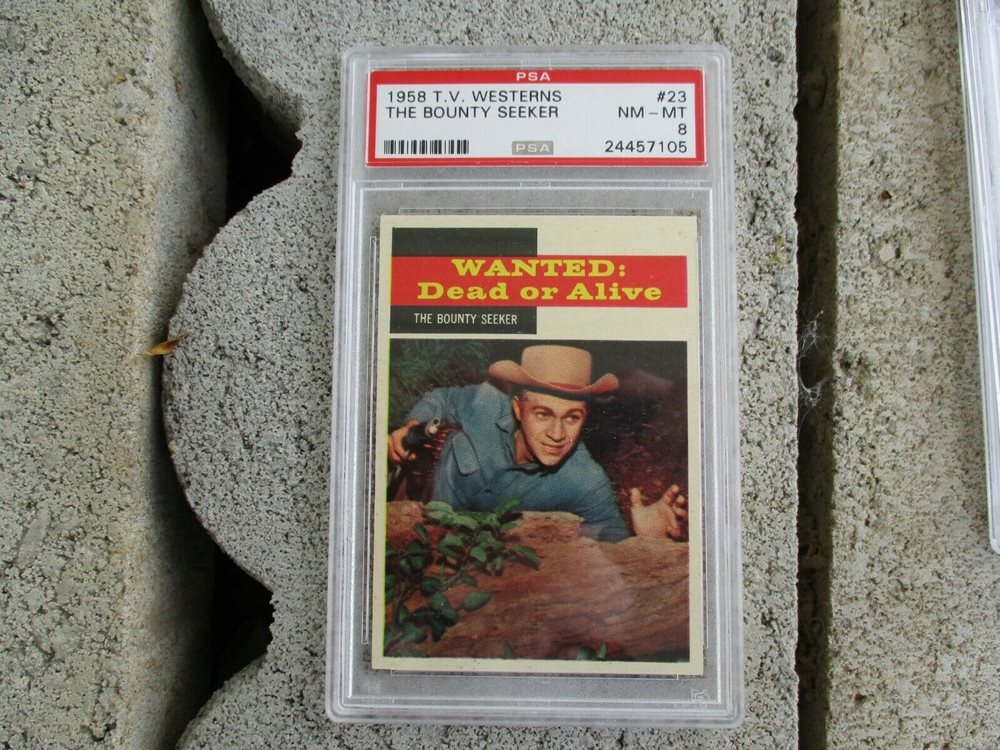 PSA
1958 T.V. WESTERNS #23
THE BOUNTY SEEKER NM - MT
8
PSA 24457105
WANTED:
Dead or Alive
THE BOUNTY SEEKER